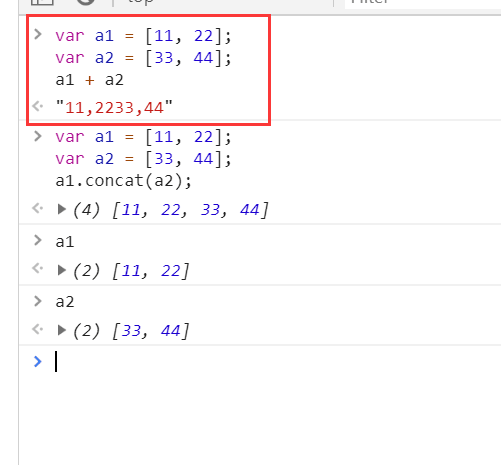 top
Filter
> var a1 = [11, 22];
var a2 = [33, 44];
a1 + a2
"11,2233,44"
> var a1 = [11, 22];
var a2 = [33, 44];
a1.concat(a2);
(4) [11, 22, 33, 44]
> a1
(2) [11, 22]
> a2
(2) [33, 44]
>